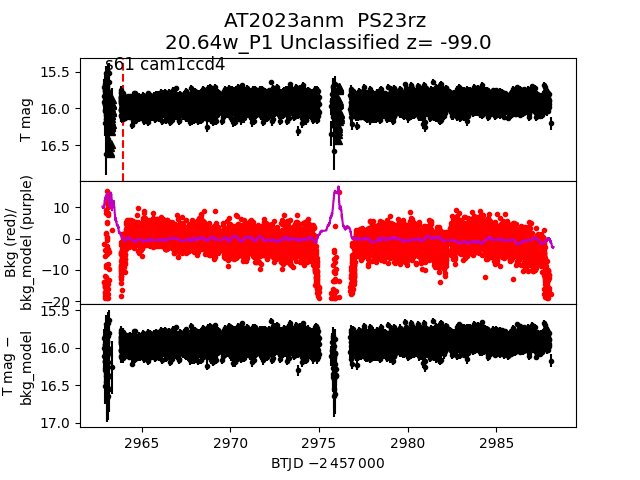 AT2023anm  PS23rz
20.64w_P1 Unclassified z= -99.0
s61 cam1ccd4
15.5
16.0
16.5
T mag
10
0
−10
−20
Bkg (red)/
bkg_model (purple)
15.5
16.0
16.5
17.0
T mag −
bkg_model
2965
2970
2975
2980
2985
BTJD −2 457 000